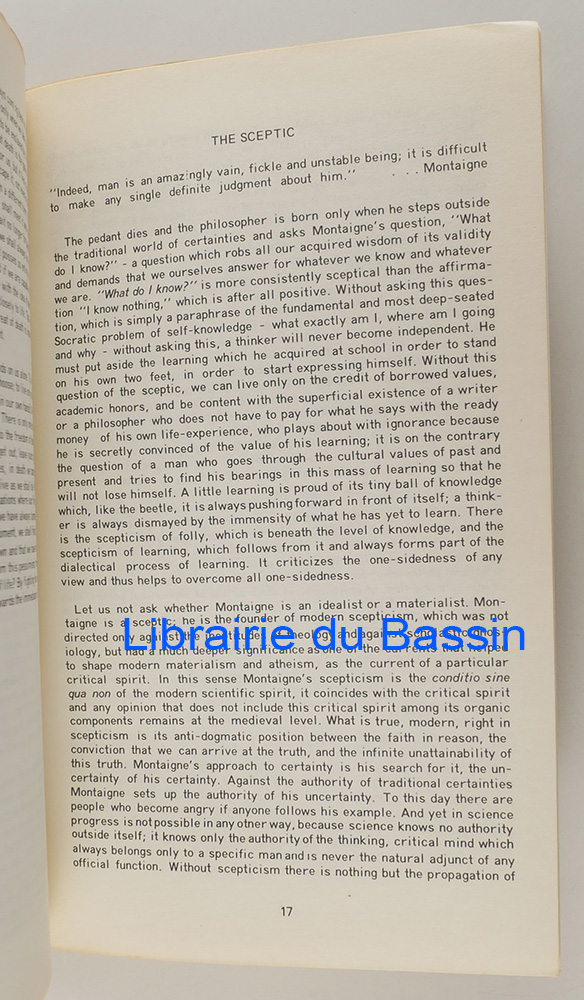 THE SCEPTIC
"Indeed, man is an amazingly vain, fickle and unstable being; it is difficult
to make any single definite judgment about him." . . . Montaigne
The pedant dies and the philosopher is born only when he steps outside
the traditional world of certainties and asks Montaigne's question, "What
do I know?" - a question which robs all our acquired wisdom of its validity
and demands that we ourselves answer for whatever we know and whatever
we are. "What do I know?" is more consistently sceptical than the affirma-
tion "I know nothing," which is after all positive. Without asking this ques-
tion, which is simply a paraphrase of the fundamental and most deep-seated
Socratic problem of self-knowledge - what exactly am I, where am I going
and why - without asking this, a thinker will never become independent. He
must put aside the learning which he acquired at school in order to stand
on his own two feet, in order to start expressing himself. Without this
question of the sceptic, we can live only on the credit of borrowed values,
academic honors, and be content with the superficial existence of a writer
or a philosopher who does not have to pay for what he says with the ready
money of his own life-experience, who plays about with ignorance because
he is secretly convinced of the value of his learning; it is on the contrary
the question of a man who goes through the cultural values of past and
present and tries to find his bearings in this mass of learning so that he
will not lose himself. A little learning is proud of its tiny ball of knowledge
which, like the beetle, it is always pushing forward in front of itself; a think-
er is always dismayed by the immensity of what he has yet to learn. There
is the scepticism of folly, which is beneath the level of knowledge, and the
scepticism of learning, which follows from it and always forms part of the
dialectical process of learning. It criticizes the one-sidedness of any
view and thus helps to overcome all one-sidedness.
Let us not ask whether Montaigne is an idealist or a materialist. Mon-
taigne is a sceptic; he is the founder of modern scepticism, which was not
directed only against the of theology and against
iology, but had a much deeper significance as one of the currents that helped
to shape modern materialism and atheism, as the current of a particular
critical spirit. In this sense Montaigne's scepticism is the conditio sine
qua non of the modern scientific spirit, it coincides with the critical spirit
and any opinion that does not include this critical spirit among its organic
components remains at the medieval level. What is true, modern, right in
scepticism is its anti-dogmatic position between the faith in reason, the
conviction that we can arrive at the truth, and the infinite unattainability of
this truth. Montaigne's approach to certainty is his search for it, the un-
certainty of his certainty. Against the authority of traditional certainties
Montaigne sets up the authority of his uncertainty. To this day there are
people who become angry if anyone follows his example. And yet in science
progress is not possible in any other way, because science knows no authority
outside itself; it knows only the authority of the thinking, critical mind which
always belongs only to a specific man and is never the natural adjunct of any
official function. Without scepticism there is nothing but the propagation of
17
Librairie du Bassin